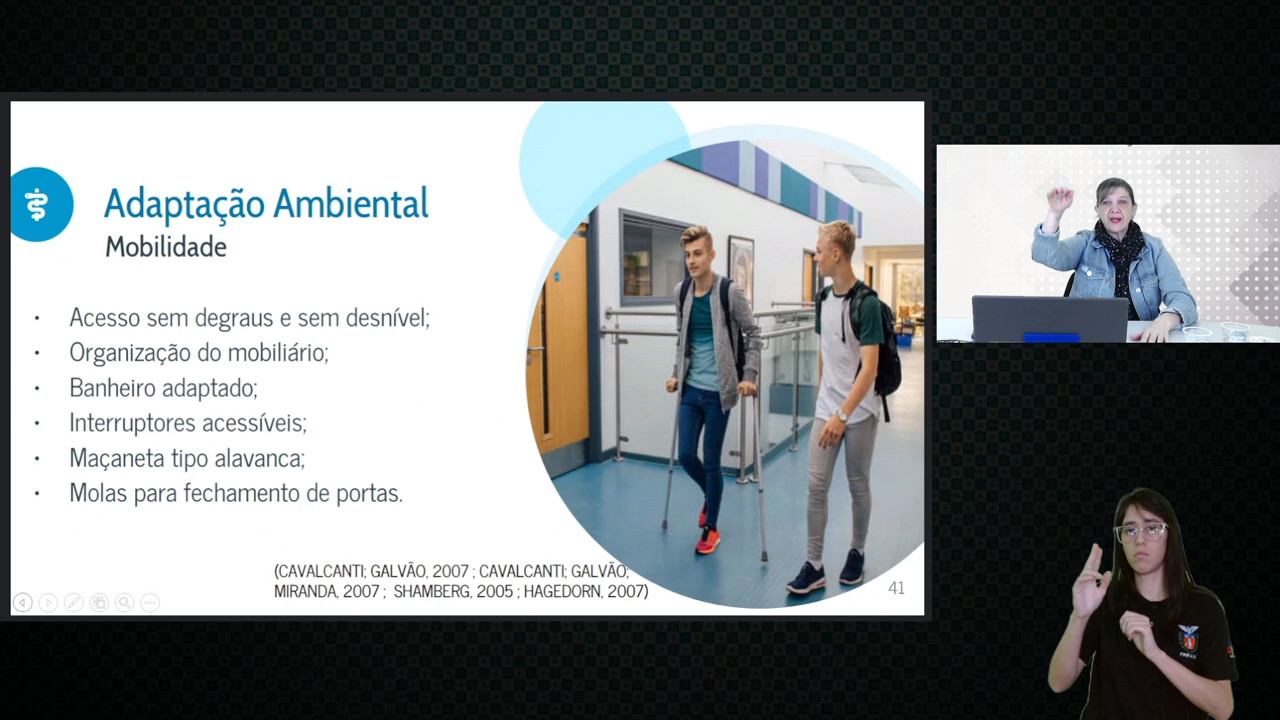 Adaptação Ambiental
Mobilidade
• Acesso sem degraus e sem desnível;
• Organização do mobiliário;
• Banheiro adaptado;
• Interruptores acessíveis;
• Maçaneta tipo alavanca;
• Molas para fechamento de portas.
(CAVALCANTI; GALVÃO, 2007 ; CAVALCANTI; GALVÃO;
MIRANDA, 2007 ; SHAMBERG, 2005 ; HAGEDORN, 2007)
41